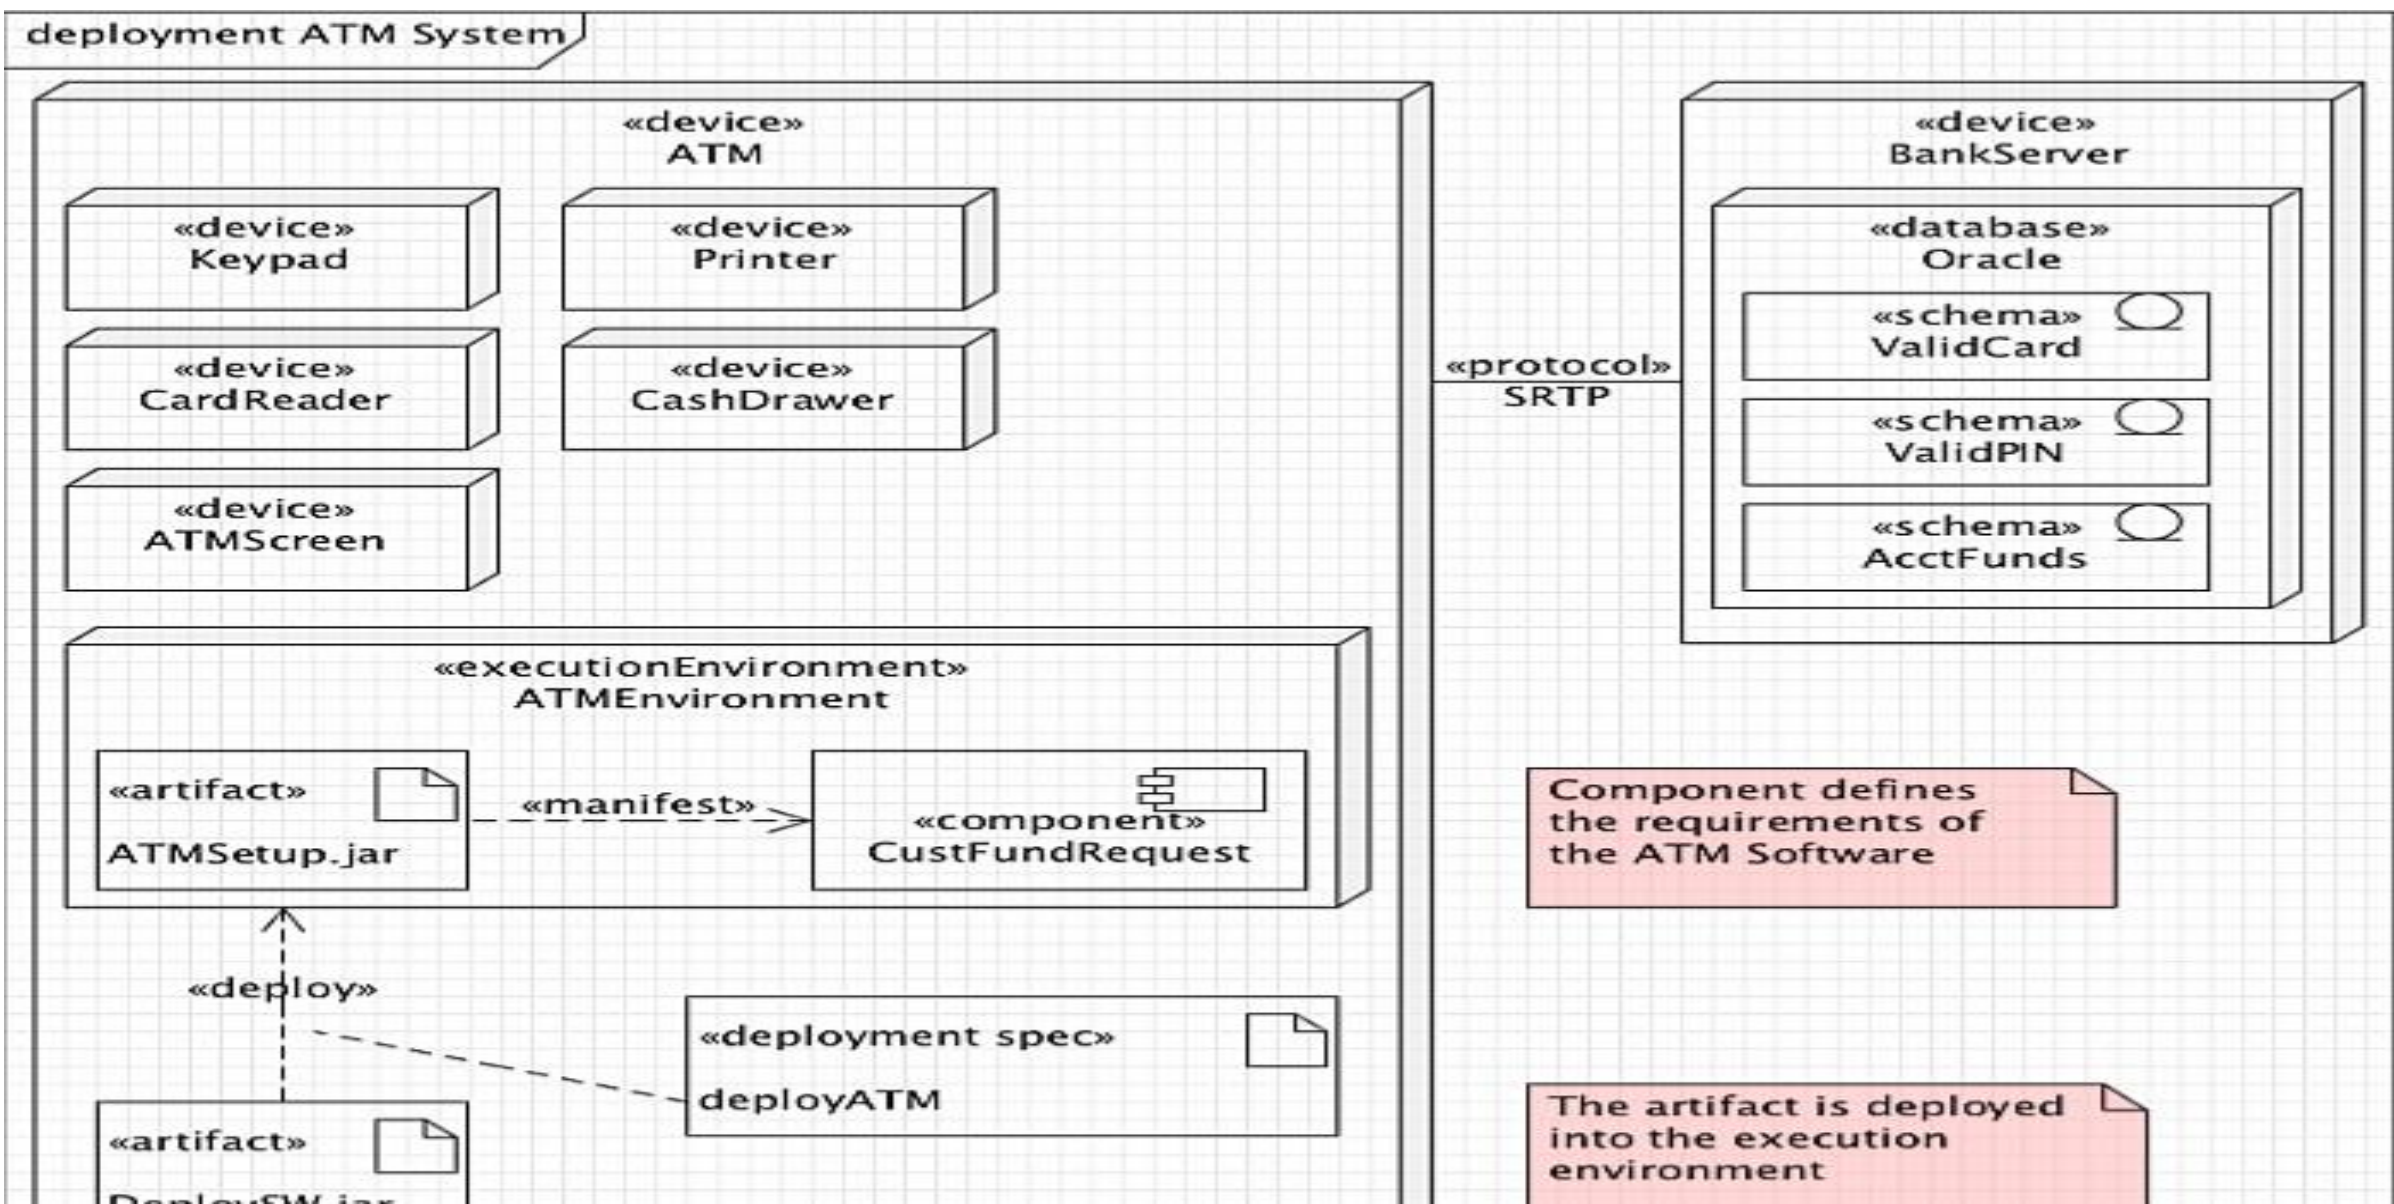 deployment ATM System
«device»
ATM
«device»
Keypad
«device»
Printer
«device»
CardReader
«device»
CashDrawer
«device»
ATMScreen
«executionEnvironment»
ATMEnvironment
«artifact»
ATMSetup.jar
«manifest»
«component»
CustFundRequest
«deploy»
«deployment spec»
deployATM
«artifact»
DeploySW.jar
«protocol»
SRTP
«device»
BankServer
«database»
Oracle
«schema»
ValidCard
«schema»
ValidPIN
«schema»
AcctFunds
Component defines
the requirements of
the ATM Software
The artifact is deployed
into the execution
environment